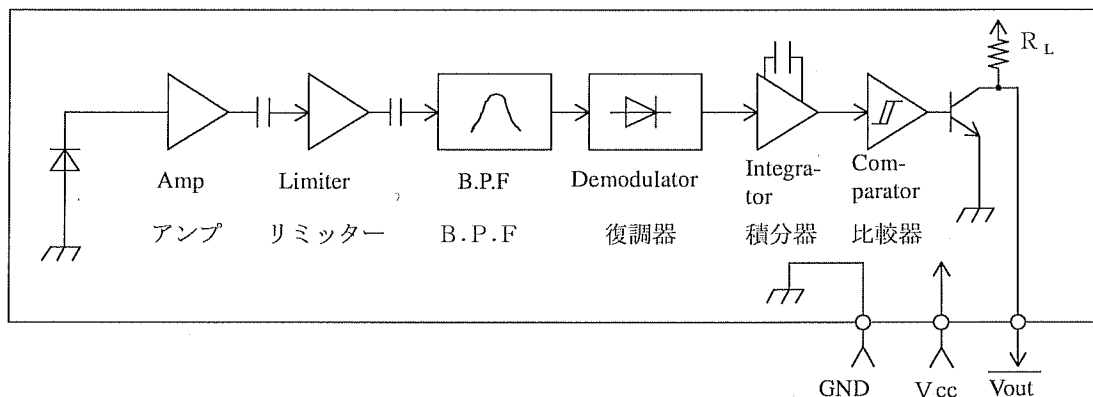 R L
Amp
Limiter
B.P.F
Demodulator
Integra-
tor
Com-
parator
アンプ
リミッター
B.P.F
復調器
積分器
比較器
GND
Vcc
Vout